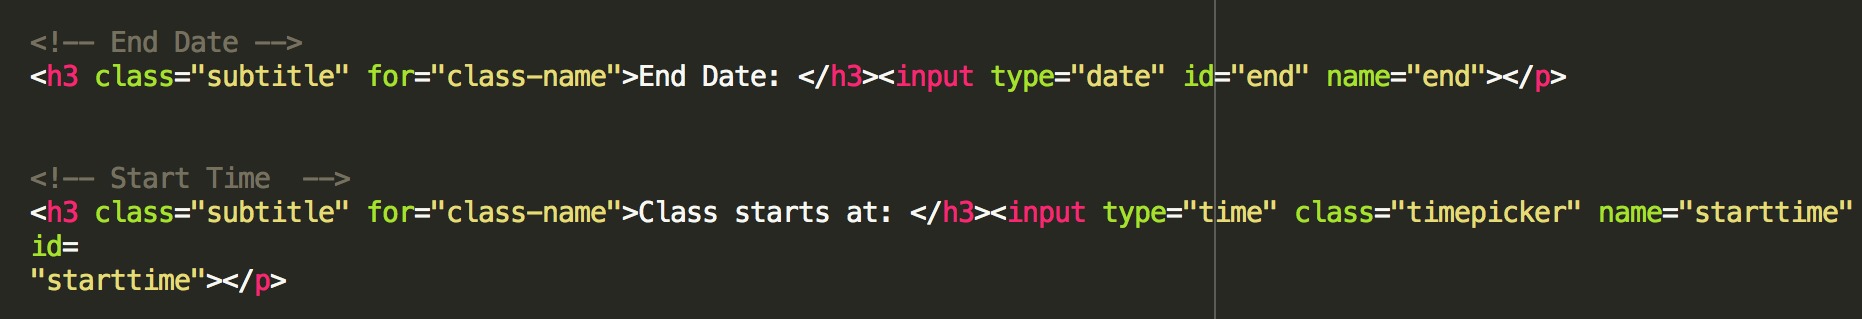 <!-- End Date -->
<h3 class="subtitle" for="class-name">End Date: </h3><input type="date" id="end" name="end"></p>
<!-- Start Time  -->
<h3 class="subtitle" for="class-name">Class starts at: </h3><input type="time" class="timepicker" name="starttime"
id=
"starttime"></p>